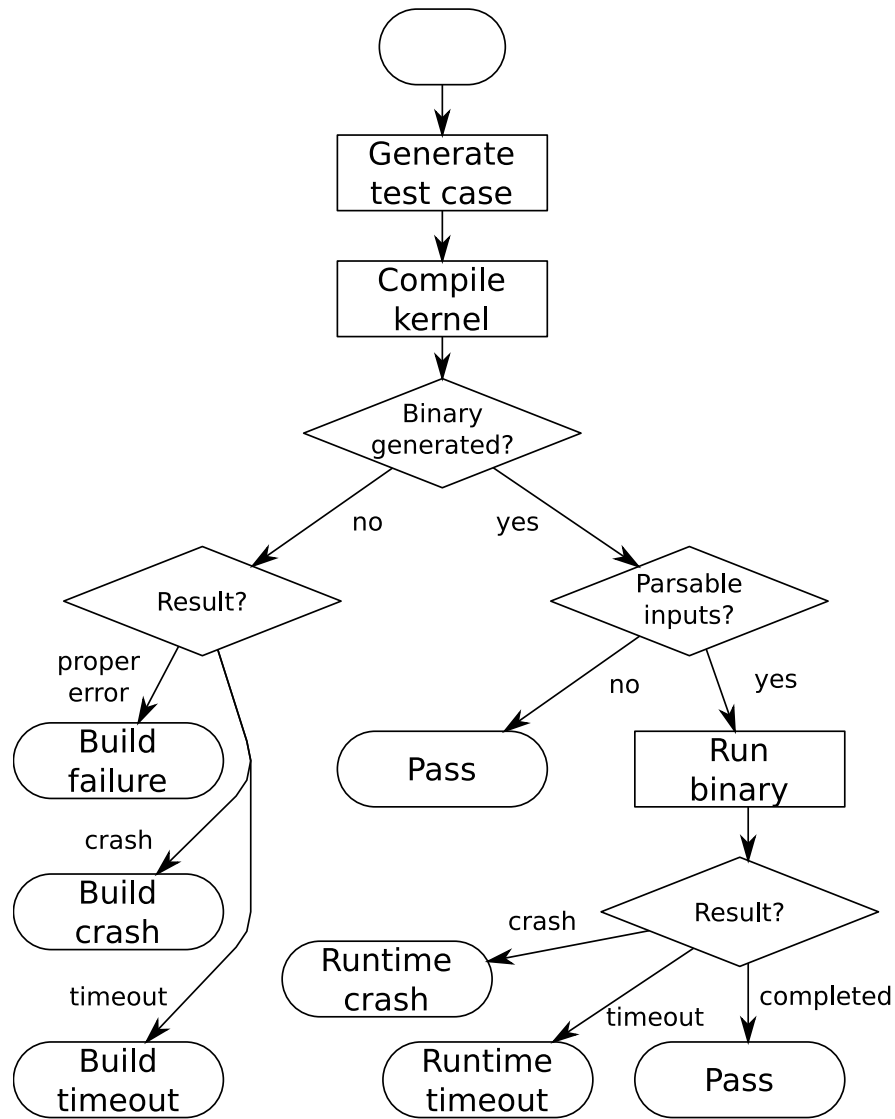 Generate
test case
Compile
kernel
Binary
generated?
no
yes
Result?
Parsable
inputs?
proper
error
no
yes
Build
failure
Pass
Run
binary
crash
Build
crash
Result?
crash
Runtime
crash
timeout
timeout
completed
Build
timeout
Runtime
timeout
Pass